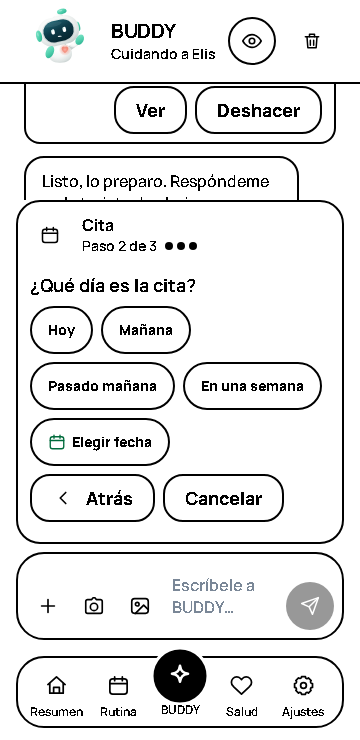 BUDDY
Cuidando a Elis
Ver
Deshacer
Listo, lo preparo. Respóndeme
Cita
Paso 2 de 3
¿Qué día es la cita?
Hoy
Mañana
Pasado mañana
En una semana
Elegir fecha
Atrás
Cancelar
Escríbele a
BUDDY...
Resumen
Rutina
BUDDY
Salud
Ajustes